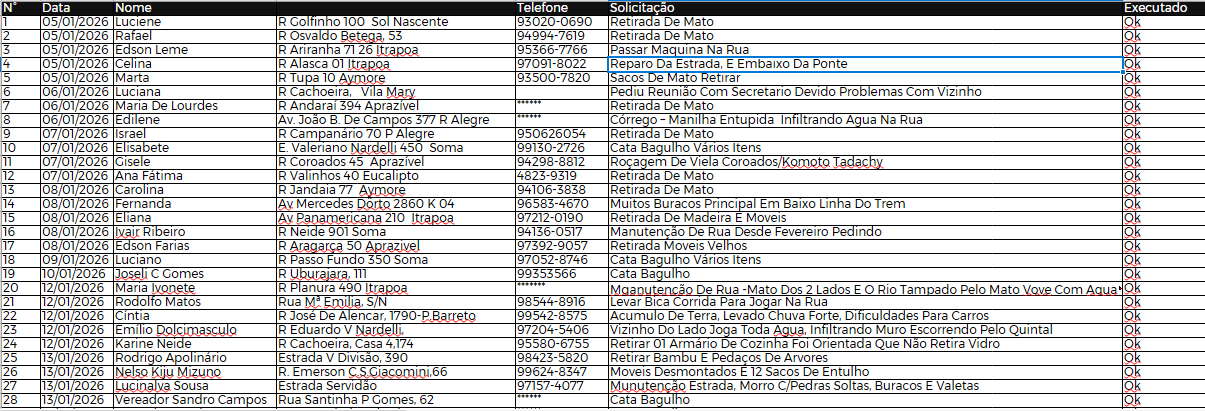 N° Data Nome Telefone Solicitação Executado
1 05/01/2026 Luciene R Golfinho 100 Sol Nascente 93020-0690 Retirada De Mato Ok
2 05/01/2026 Rafael R Osvaldo Betega, 53 94994-7619 Retirada De Mato Ok
3 05/01/2026 Edson Leme R Ariranha 71 26 Itrapoa 95366-7766 Passar Maquina Na Rua Ok
4 05/01/2026 Celina R Alasca 01 Itrapoa 97091-8022 Reparo Da Estrada, E Embaixo Da Ponte Ok
5 05/01/2026 Marta R Tupa 10 Aymore 93500-7820 Sacos De Mato Retirar Ok
6 06/01/2026 Luciana R Cachoeira, Vila Mary Pediu Reunião Com Secretario Devido Problemas Com Vizinho Ok
7 06/01/2026 Maria De Lourdes R Andaraí 394 Aprazível ****** Retirada De Mato Ok
8 06/01/2026 Edilene Av. João B. De Campos 377 R Alegre ****** Córrego – Manilha Entupida Infiltrando Agua Na Rua Ok
9 07/01/2026 Israel R Campanário 70 P Alegre 950626054 Retirada De Mato Ok
10 07/01/2026 Elisabete E. Valeriano Nardelli 450 Soma 99130-2726 Cata Bagulho Vários Itens Ok
11 07/01/2026 Gisele R Coroados 45 Aprazível 94298-8812 Roçagem De Viela Coroados/Komoto Tadachy Ok
12 07/01/2026 Ana Fátima R Valinhos 40 Eucalipto 4823-9319 Retirada De Mato Ok
13 08/01/2026 Carolina R Jandaia 77 Aymore 94106-3838 Retirada De Mato Ok
14 08/01/2026 Fernanda Av Mercedes Dorto 2860 K 04 96583-4670 Muitos Buracos Principal Em Baixo Linha Do Trem Ok
15 08/01/2026 Eliana Av Panamericana 210 Itrapoa 97212-0190 Retirada De Madeira E Moveis Ok
16 08/01/2026 Ivair Ribeiro R Neide 901 Soma 94136-0517 Manutenção De Rua Desde Fevereiro Pedindo Ok
17 08/01/2026 Edson Farias R Aragarça 50 Aprazivel 97392-9057 Retirada Moveis Velhos Ok
18 09/01/2026 Luciano R Passo Fundo 350 Soma 97052-8746 Cata Bagulho Vários Itens Ok
19 10/01/2026 Joseli C Gomes R Uburajara, 111 99353566 Cata Bagulho Ok
20 12/01/2026 Maria Ivonete R Planura 490 Itrapoa ******* Mganutenção De Rua -Mato Dos 2 Lados E O Rio Tampado Pelo Mato Vove Com Agua Ok
21 12/01/2026 Rodolfo Matos Rua Mª Emilia, S/N 98544-8916 Levar Bica Corrida Para Jogar Na Rua Ok
22 12/01/2026 Cíntia R José De Alencar, 1790-P.Barreto 99542-8575 Acumulo De Terra, Levado Chuva Forte, Dificuldades Para Carros Ok
23 12/01/2026 Emílio Dolcimasculo R Eduardo V Nardelli, 97204-5406 Vizinho Do Lado Joga Toda Agua, Infiltrando Muro Escorrendo Pelo Quintal Ok
24 12/01/2026 Karine Neide R Cachoeira, Casa 4,174 95580-6755 Retirar 01 Armário De Cozinha Foi Orientada Que Não Retira Vidro Ok
25 13/01/2026 Rodrigo Apolinário Estrada V Divisão, 390 98423-5820 Retirar Bambu E Pedaços De Arvores Ok
26 13/01/2026 Nelso Kiju Mizuno R. Emerson C.S.Giacomini,66 99624-8347 Moveis Desmontados E 12 Sacos De Entulho Ok
27 13/01/2026 Lucinalva Sousa Estrada Servidão 97157-4077 Munutenção Estrada, Morro C/Pedras Soltas, Buracos E Valetas Ok
28 13/01/2026 Vereador Sandro Campos Rua Santinha P Gomes, 62 ****** Cata Bagulho Ok